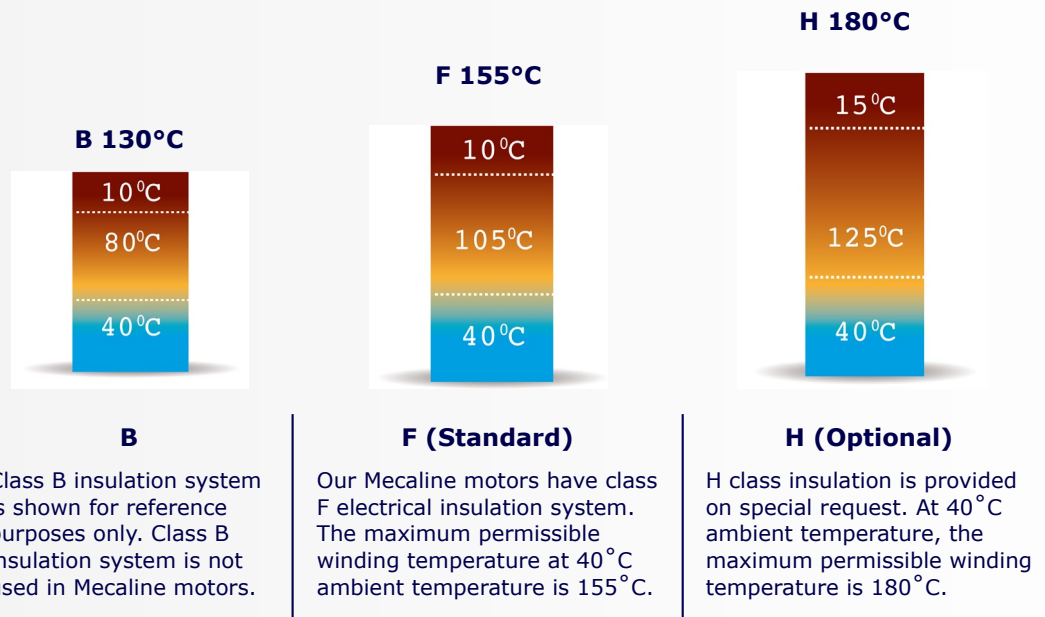 H 180°C
F 155°C
B 130°C
15⁰C
10⁰C
10⁰C
80⁰C
105⁰C
125⁰C
40⁰C
40⁰C
40⁰C
B
lass B insulation system
s shown for reference
urposes only. Class B
nsulation system is not
sed in Mecaline motors.
F (Standard)
Our Mecaline motors have class
F electrical insulation system.
The maximum permissible
winding temperature at 40˚C
ambient temperature is 155˚C.
H (Optional)
H class insulation is provided
on special request. At 40˚C
ambient temperature, the
maximum permissible winding
temperature is 180˚C.